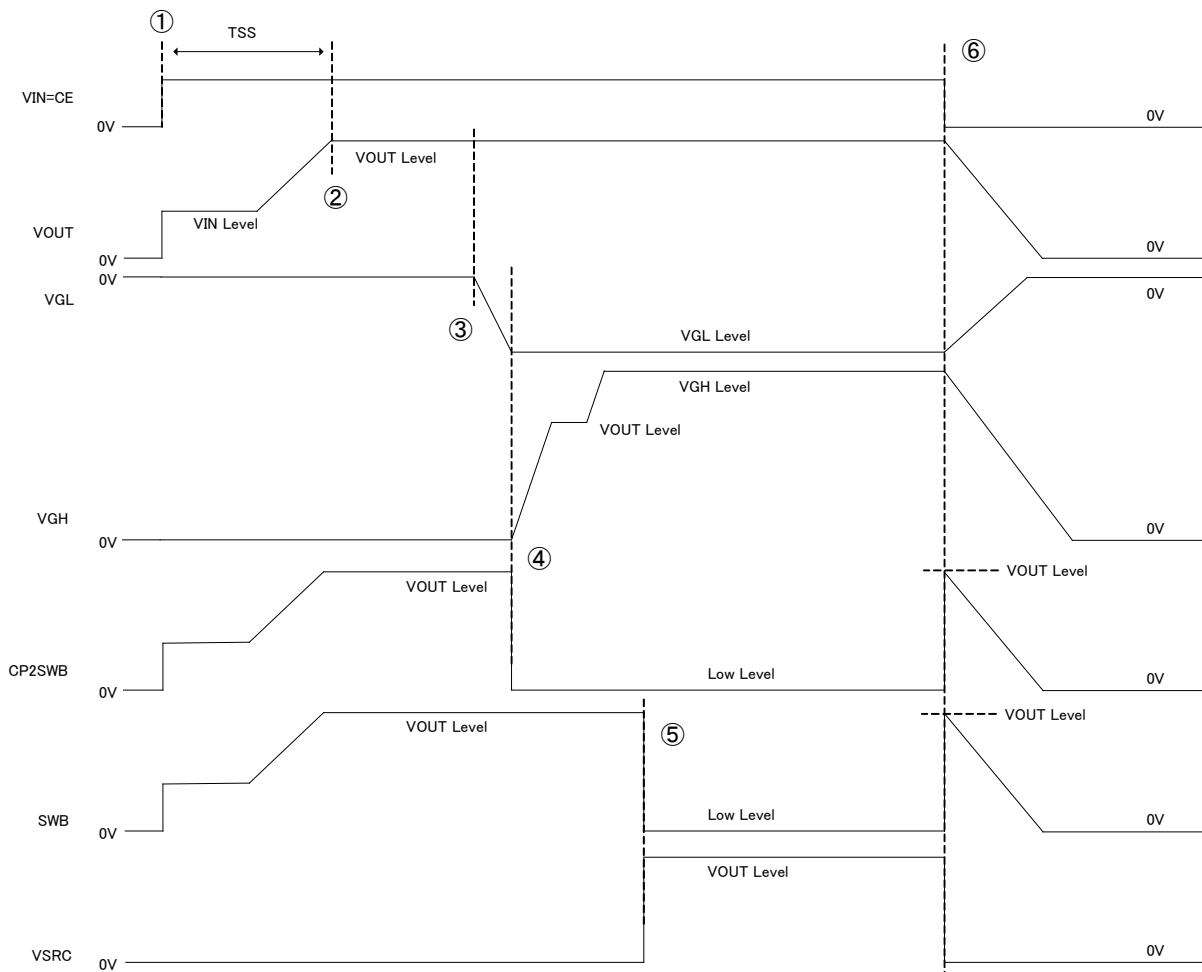 ①
TSS
⑥
VIN=CE
0V
0V
VOUT Level
②
VIN Level
VOUT
0V
0V
0V
VGL
0V
③
VGL Level
VGH Level
VOUT Level
VGH
0V
0V
④
VOUT Level
VOUT Level
CP2SWB
0V
Low Level
0V
VOUT Level
VOUT Level
⑤
SWB
0V
Low Level
0V
VOUT Level
VSRC
0V
0V